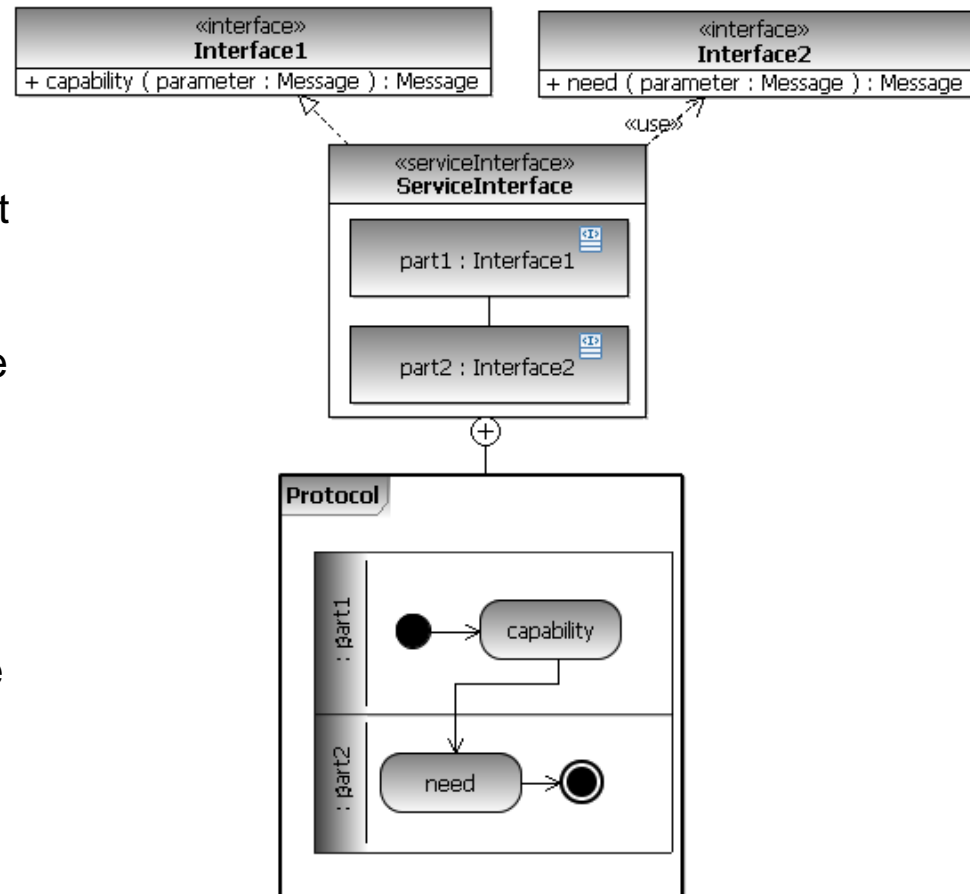 «interface»
Interface1
+ capability ( parameter : Message ) : Message
«interface»
Interface2
+ need ( parameter : Message ) : Message
«use»
«serviceInterface»
ServiceInterface
t
part1 : Interface1
e
part2 : Interface2
Protocol
: part1
capability
e
: part2
need